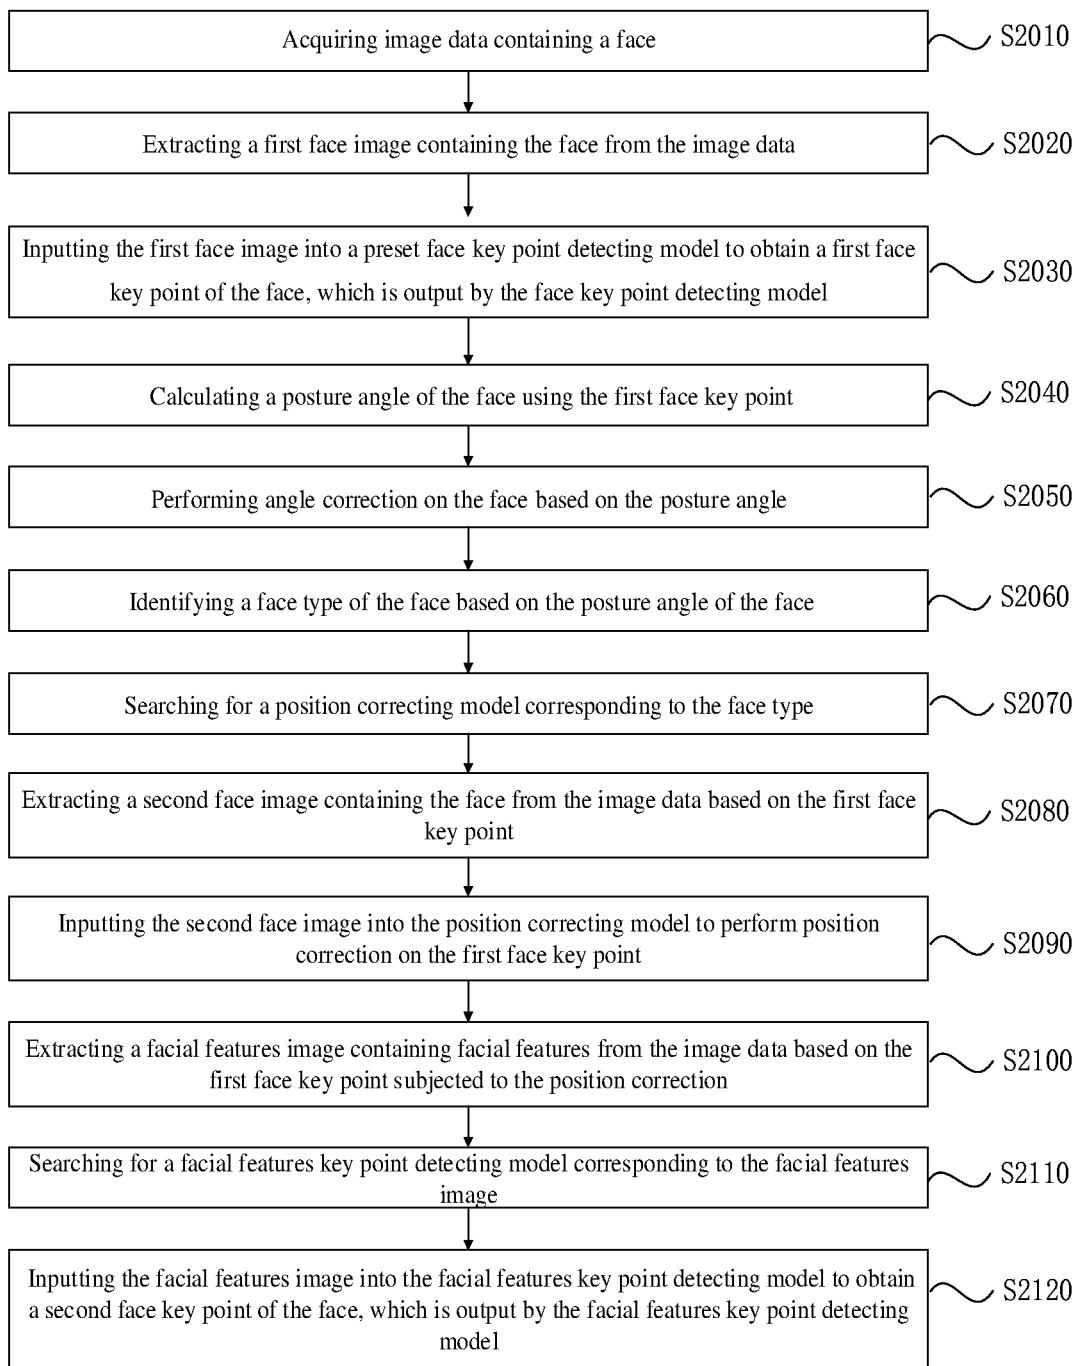 Acquiring image data containing a face
S2010
Extracting a first face image containing the face from the image data
S2020
Inputting the first face image into a preset face key point detecting model to obtain a first face
key point of the face, which is output by the face key point detecting model
S2030
Calculating a posture angle of the face using the first face key point
S2040
Performing angle correction on the face based on the posture angle
S2050
Identifying a face type of the face based on the posture angle of the face
S2060
Searching for a position correcting model corresponding to the face type
S2070
Extracting a second face image containing the face from the image data based on the first face
key point
S2080
Inputting the second face image into the position correcting model to perform position
correction on the first face key point
S2090
Extracting a facial features image containing facial features from the image data based on the
first face key point subjected to the position correction
S2100
Searching for a facial features key point detecting model corresponding to the facial features
image
S2110
Inputting the facial features image into the facial features key point detecting model to obtain
a second face key point of the face, which is output by the facial features key point detecting
model
S2120